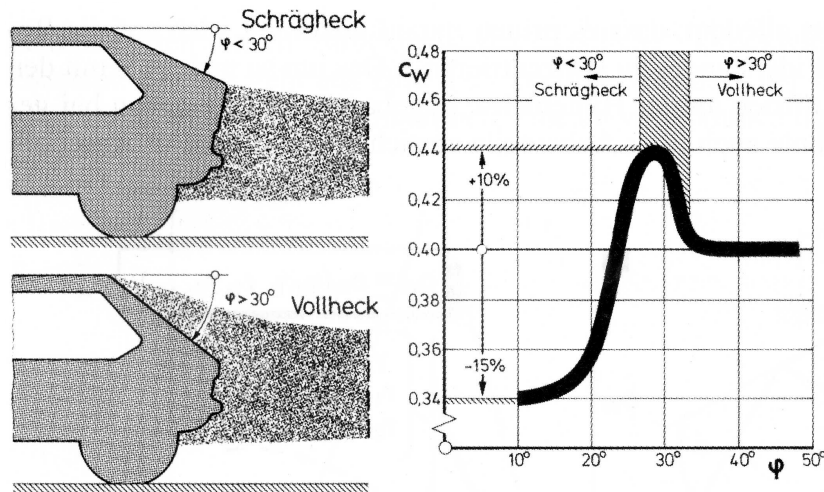 Schrägheck
φ < 30°
φ > 30°
Vollheck
0,48
cw
0,46
0,44
0,42
0,40
0,38
0,36
0,34
φ<30°
Schrägheck
φ>30°
Vollheck
+10%
-15%
10°
20°
30°
40°
50°
φ